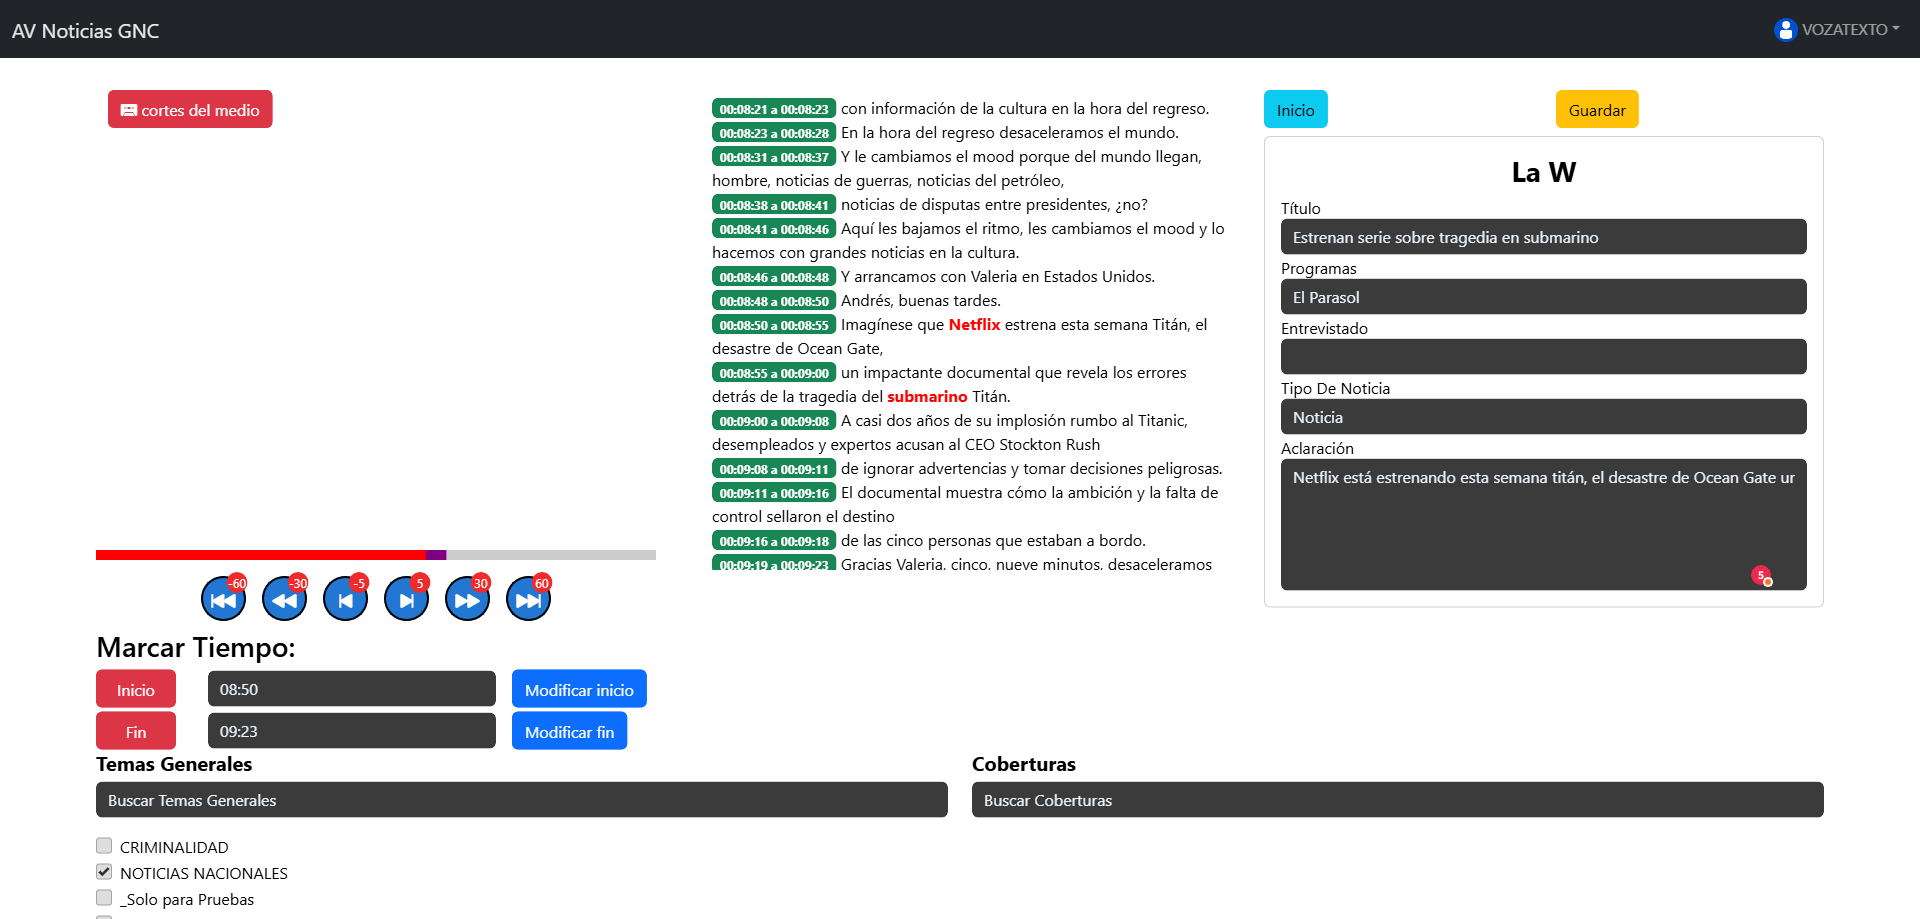 AV Noticias GNC
VOZATEXTO
cortes del medio
00:08:21 a 00:08:23 con información de la cultura en la hora del regreso.
00:08:23 a 00:08:28 En la hora del regreso desaceleramos el mundo.
00:08:31 a 00:08:37 Y le cambiamos el mood porque del mundo llegan,
hombre, noticias de guerras, noticias del petróleo,
00:08:38 a 00:08:41 noticias de disputas entre presidentes, ¿no?
00:08:41 a 00:08:46 Aquí les bajamos el ritmo, les cambiamos el mood y lo
hacemos con grandes noticias en la cultura.
00:08:46 a 00:08:48 Y arrancamos con Valeria en Estados Unidos.
00:08:48 a 00:08:50 Andrés, buenas tardes.
00:08:50 a 00:08:55 Imagínese que Netflix estrena esta semana Titán, el
desastre de Ocean Gate,
00:08:55 a 00:09:00 un impactante documental que revela los errores
detrás de la tragedia del submarino Titán.
00:09:00 a 00:09:08 A casi dos años de su implosión rumbo al Titanic,
desempleados y expertos acusan al CEO Stockton Rush
00:09:08 a 00:09:11 de ignorar advertencias y tomar decisiones peligrosas.
00:09:11 a 00:09:16 El documental muestra cómo la ambición y la falta de
control sellaron el destino
00:09:16 a 00:09:18 de las cinco personas que estaban a bordo.
00:09:19 a 00:09:23 Gracias Valeria, cinco, nueve minutos, desaceleramos
Inicio
Guardar
La W
Título
Estrenan serie sobre tragedia en submarino
Programas
El Parasol
Entrevistado
Tipo De Noticia
Noticia
Aclaración
Netflix está estrenando esta semana titán, el desastre de Ocean Gate ur
5
-60 -30 -5 5 30 60
Marcar Tiempo:
Inicio 08:50 Modificar inicio
Fin 09:23 Modificar fin
Temas Generales
Buscar Temas Generales
CRIMINALIDAD
NOTICIAS NACIONALES
_Solo para Pruebas
Coberturas
Buscar Coberturas